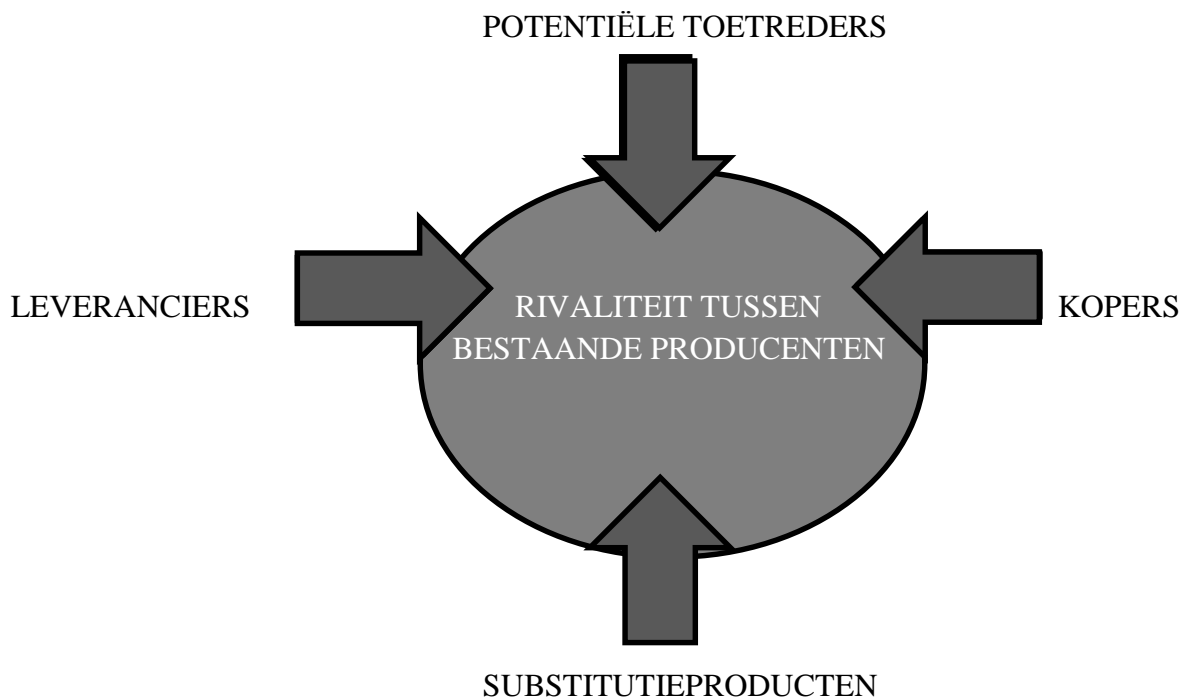 POTENTIËLE TOETREDERS
LEVERANCIERS
RIVALITEIT TUSSEN
BESTAANDE PRODUCENTEN
KOPERS
SUBSTITUTIEPRODUCTEN